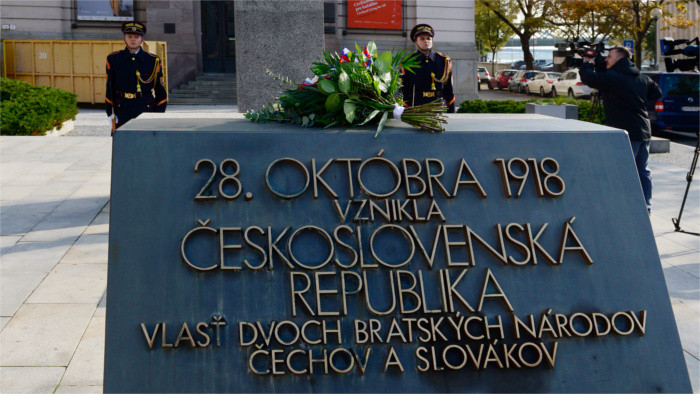 28. OKTÓBRA 1918
VZNIKLA
ČESKOSLOVENSKÁ
REPUBLIKA
VLASŤ DVOCH BRATSKÝCH NÁRODOV
ČECHOV A SLOVÁKOV